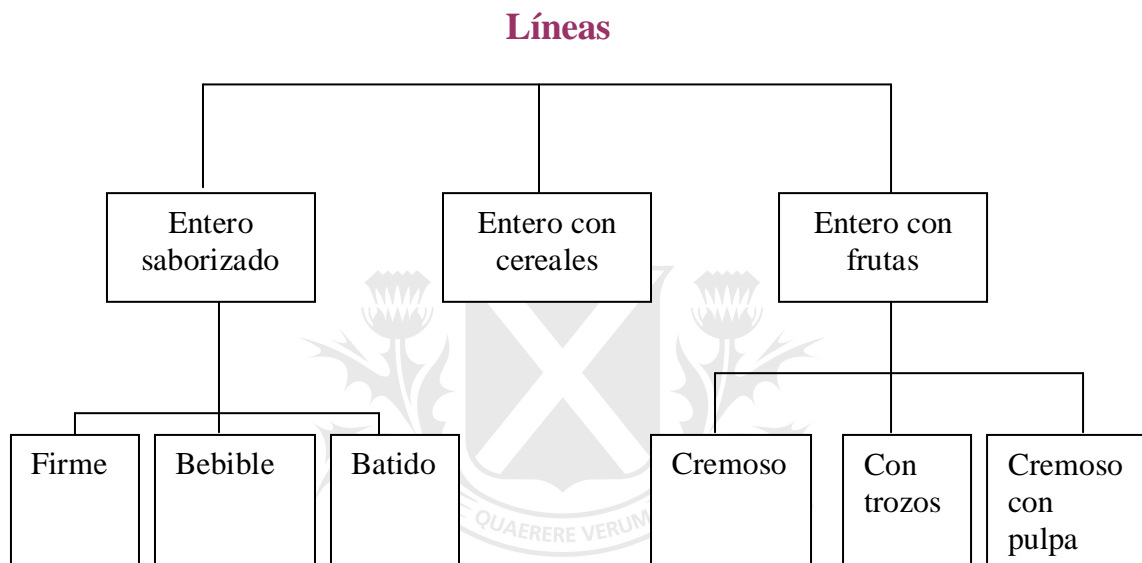 Líneas
Entero
saborizado
Entero con
cereales
Entero con
frutas
Firme
Bebible
Batido
Cremoso
Con
trozos
Cremoso
con
pulpa
QUAERERE VERUM